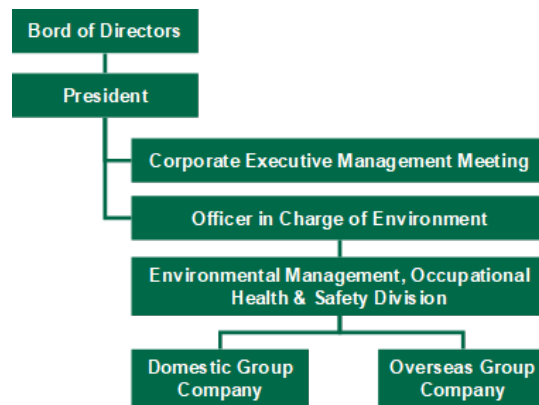 Bord of Directors
President
Corporate Executive Management Meeting
Officer in Charge of Environment
Environmental Management, Occupational
Health & Safety Division
Domestic Group
Company
Overseas Group
Company